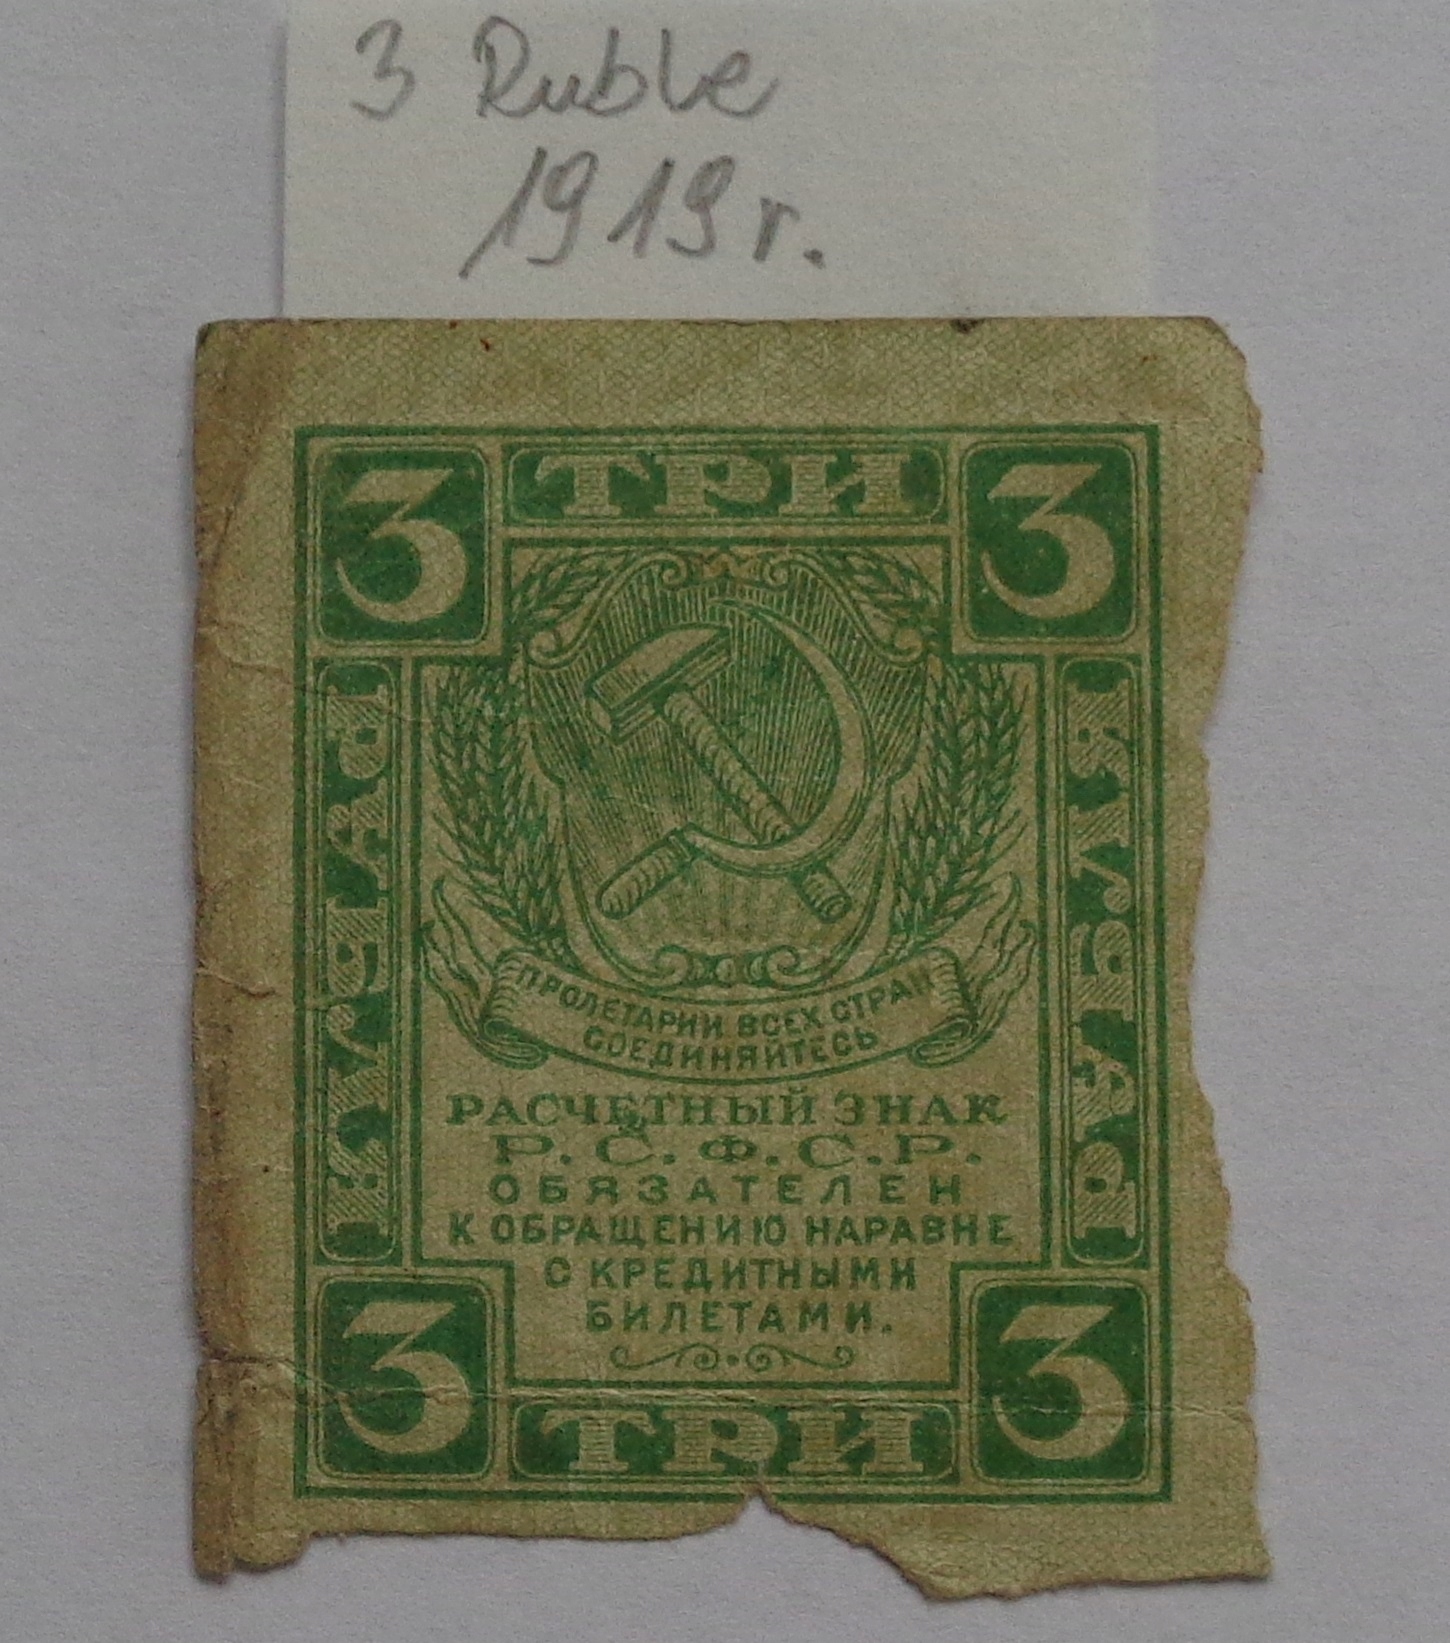 3 Ruble
1919 r.
3 ТРИ 3
РУБЛЯ
РУБЛЯ
ПРОЛЕТАРИИ ВСЕХ СТРАН
СОЕДИНЯЙТЕСЬ
РАСЧЕТНЫЙ ЗНАК
Р.С.Ф.С.Р.
ОБЯЗАТЕЛЕН
К ОБРАЩЕНИЮ НАРАВНЕ
С КРЕДИТНЫМИ
БИЛЕТАМИ.
3 ТРИ 3